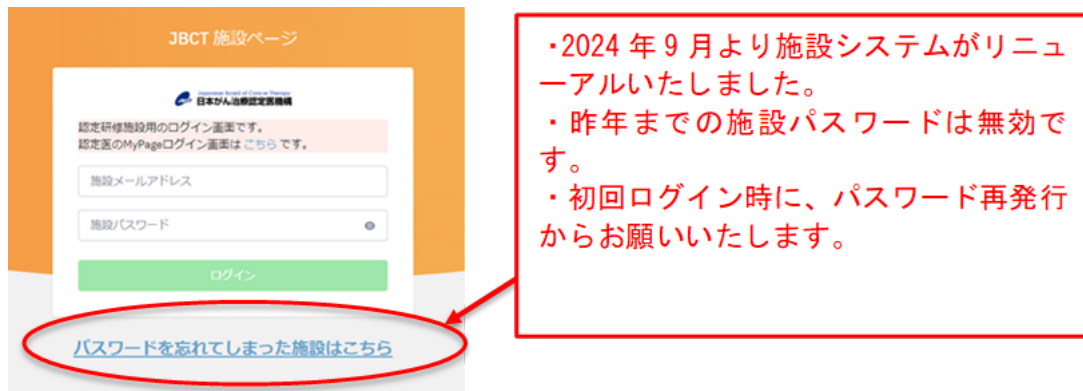 JBCT 施設ページ
Japanese Board of Cancer Therapy
日本がん治療認定医機構
認定研修施設用のログイン画面です。
認定医のMyPageログイン画面は こちら です。
施設メールアドレス
施設パスワード
ログイン
パスワードを忘れてしまった施設はこちら
・2024 年 9 月より施設システムがリニュ
ーアルいたしました。
・昨年までの施設パスワードは無効で
す。
・初回ログイン時に、パスワード再発行
からお願いいたします。